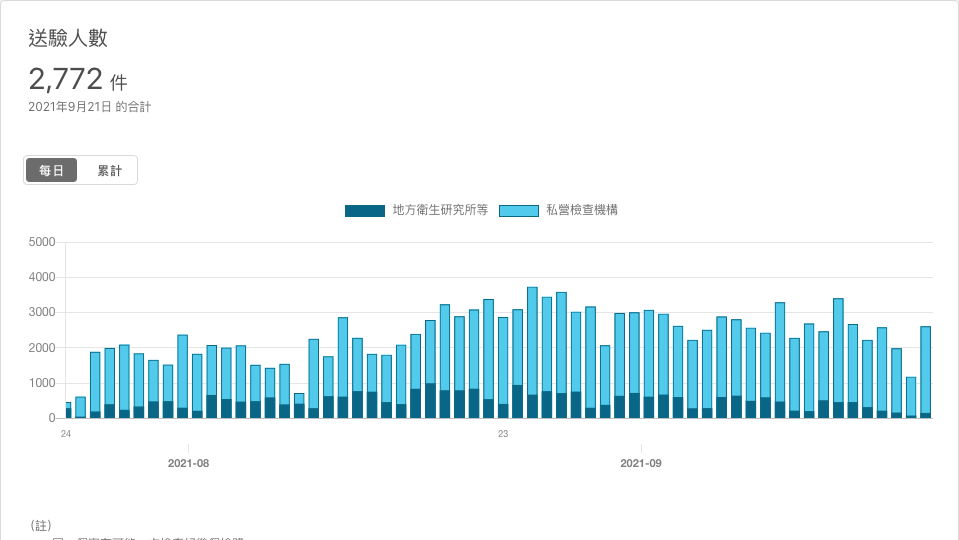 送驗人數
2,772 件
2021年9月21日 的合計
每日 累計
地方衛生研究所等 私營檢查機構
5000
4000
3000
2000
1000
0
24 23
2021-08 2021-09
（註）